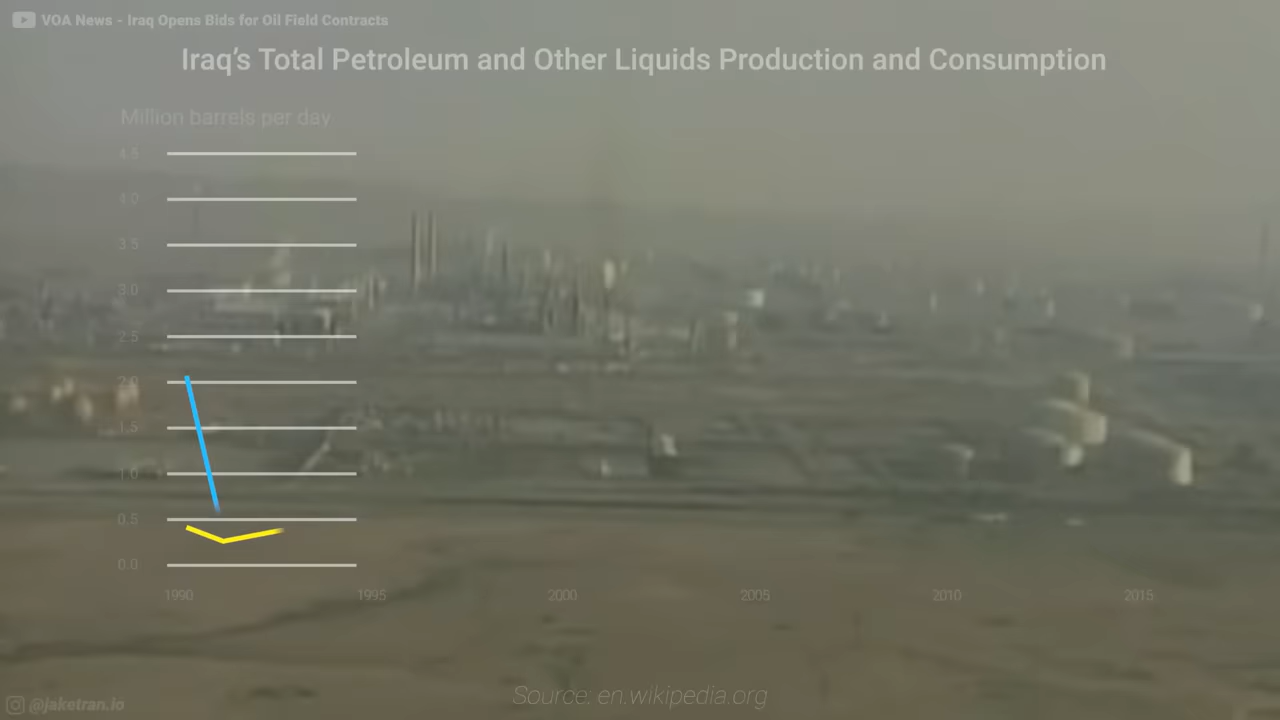 VOA News - Iraq Opens Bids for Oil Field Contracts
Iraq's Total Petroleum and Other Liquids Production and Consumption
Million barrels per day
4.5
4.0
3.5
3.0
2.5
2.0
1.5
1.0
0.5
0.0
1990 1995 2000 2005 2010 2015
Source: en.wikipedia.org
@jaketran.io